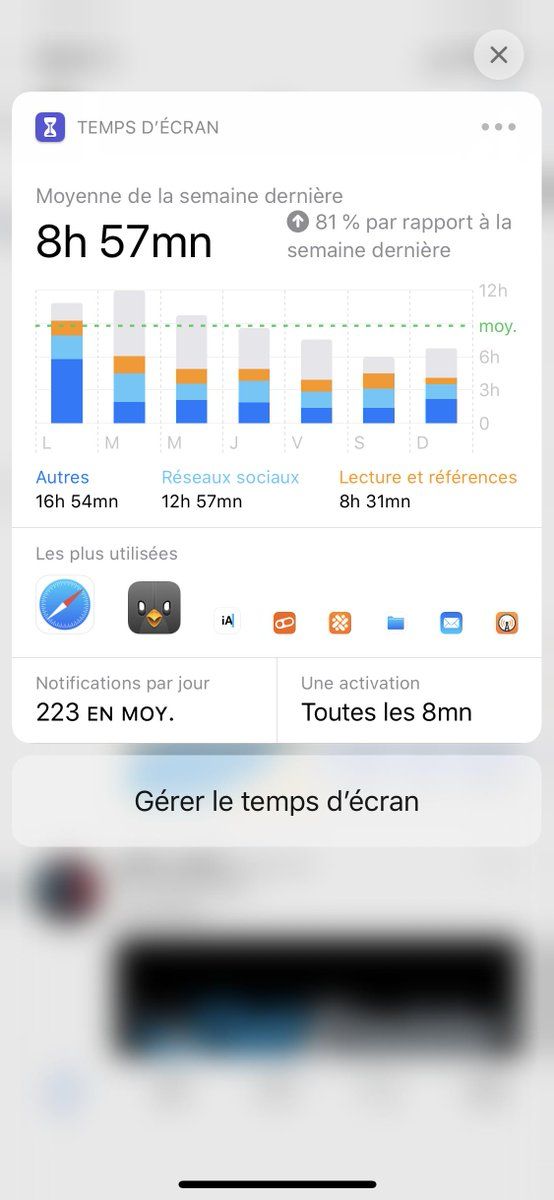 TEMPS D’ÉCRAN
Moyenne de la semaine dernière
8h 57mn
81 % par rapport à la
semaine dernière
12h
moy.
6h
3h
0
L M M J V S D
Autres Réseaux sociaux Lecture et références
16h 54mn 12h 57mn 8h 31mn
Les plus utilisées
iA
Notifications par jour Une activation
223 EN MOY. Toutes les 8mn
Gérer le temps d’écran